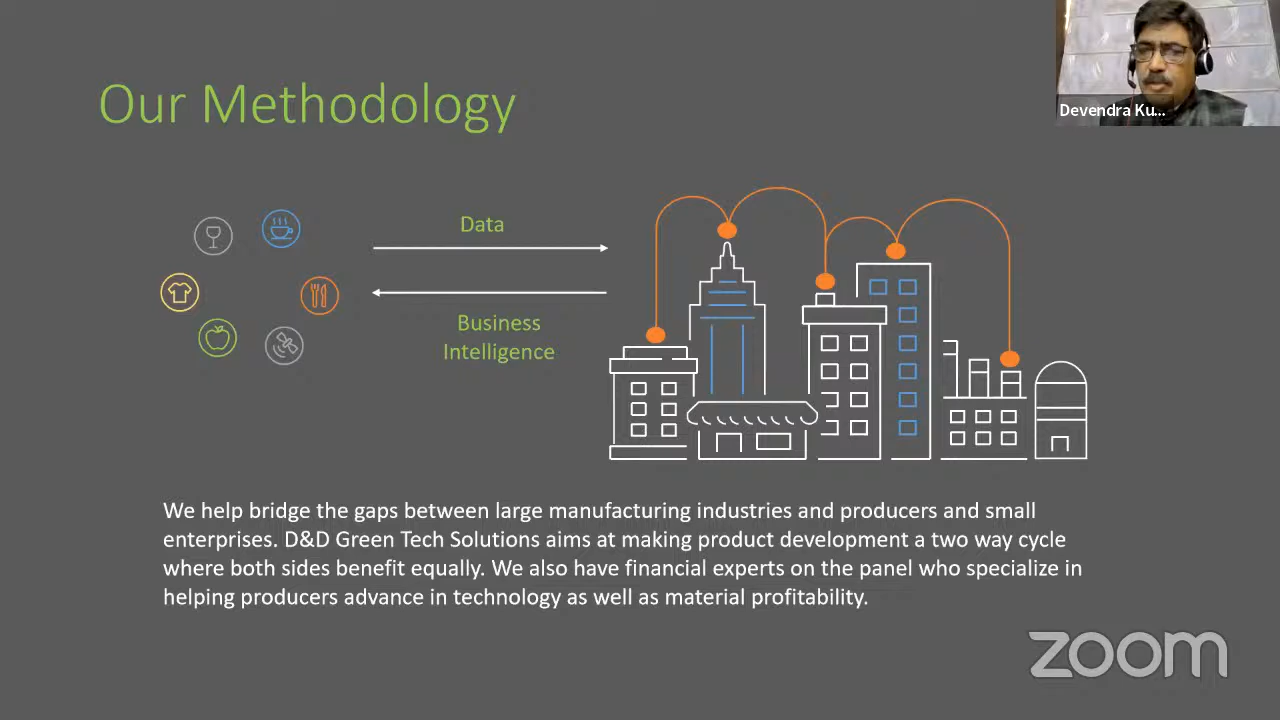 Our Methodology
Devendra Ku...
Data
Business
Intelligence
We help bridge the gaps between large manufacturing industries and producers and small
enterprises. D&D Green Tech Solutions aims at making product development a two way cycle
where both sides benefit equally. We also have financial experts on the panel who specialize in
helping producers advance in technology as well as material profitability.
zoom